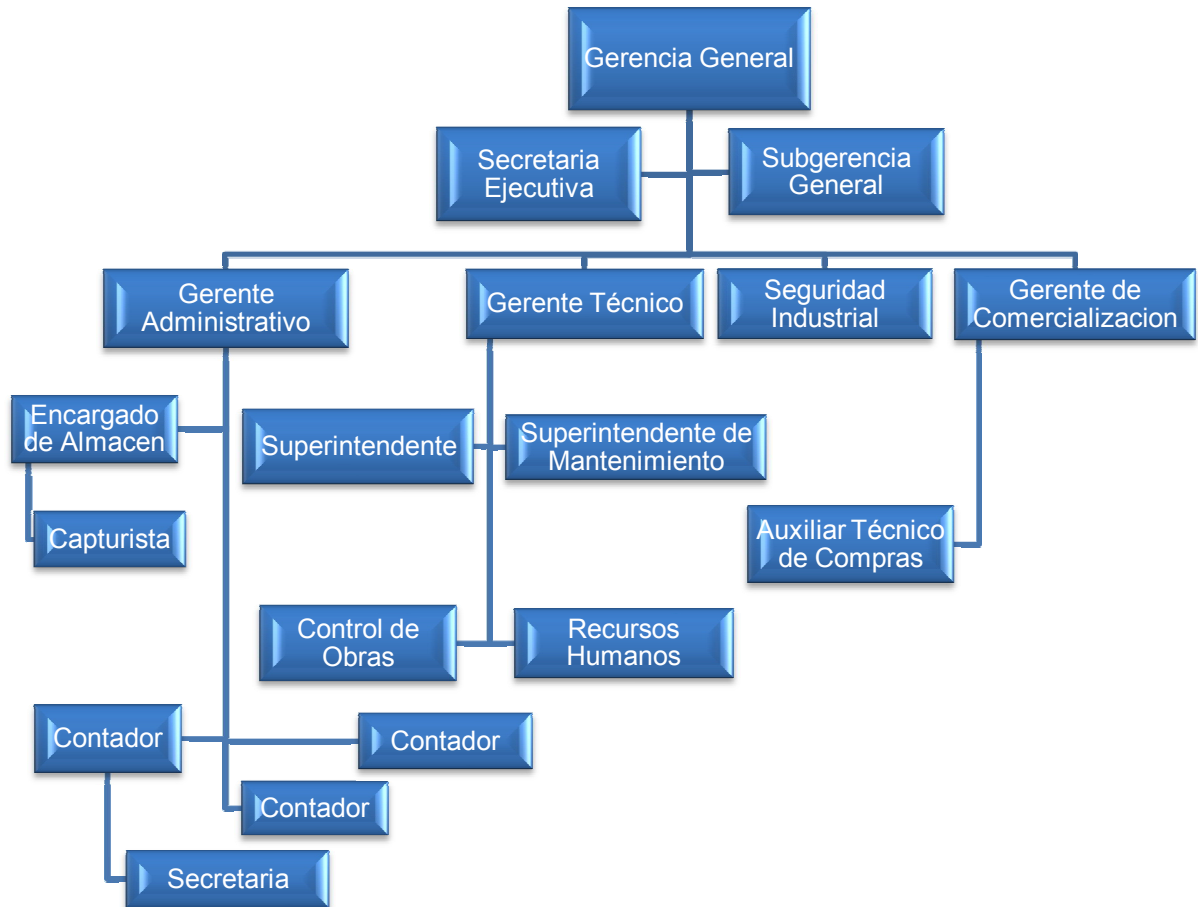 Gerencia General
Secretaria
Ejecutiva
Subgerencia
General
Gerente
Administrativo
Gerente Técnico
Seguridad
Industrial
Gerente de
Comercializacion
Encargado
de Almacen
Superintendente
Superintendente de
Mantenimiento
Capturista
Auxiliar Técnico
de Compras
Control de
Obras
Recursos
Humanos
Contador
Contador
Contador
Secretaria